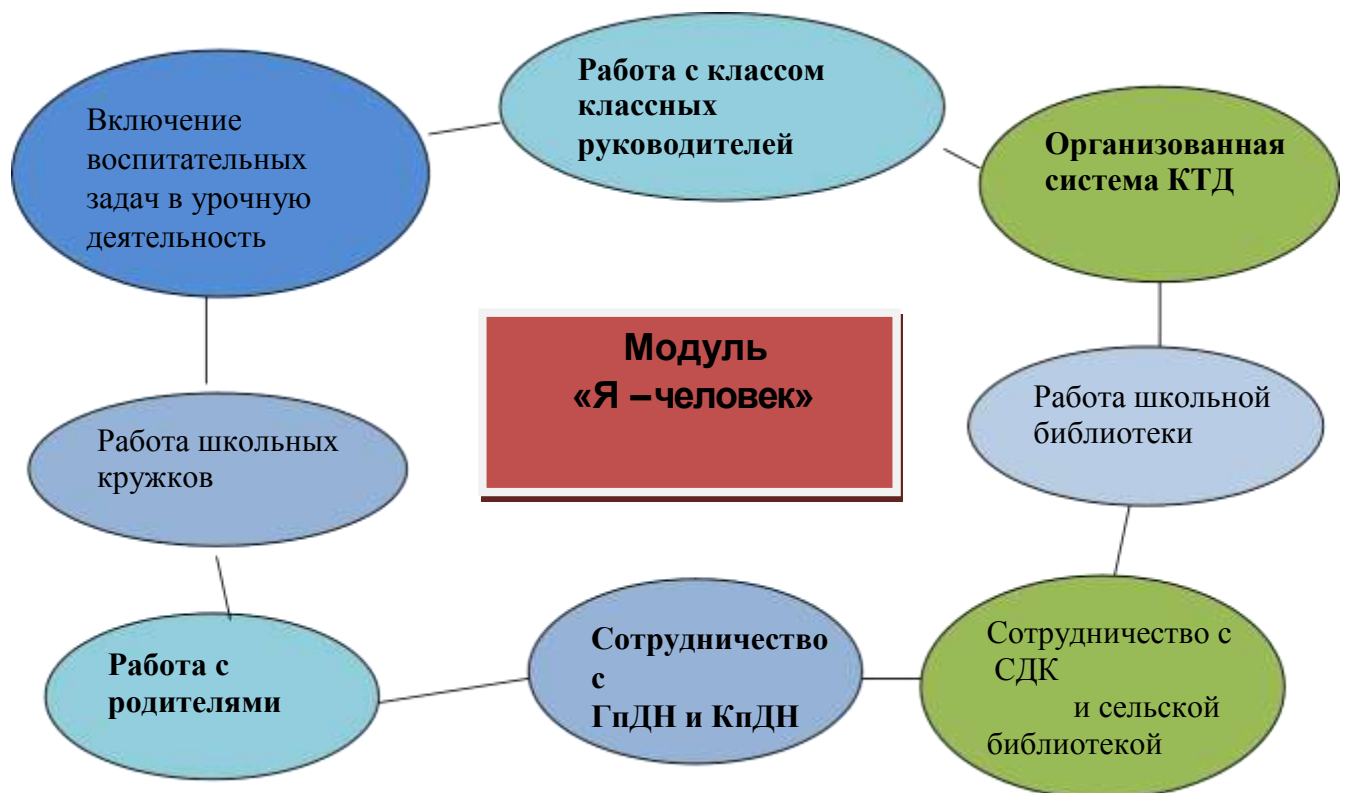 Включение
воспитательных
задач в урочную
деятельность
Работа с классом
классных
руководителей
Организованная
система КТД
Модуль
«Я –человек»
Работа школьных
кружков
Работа школьной
библиотеки
Работа с
родителями
Сотрудничество
с
ГпДН и КпДН
Сотрудничество с
СДК
и сельской
библиотекой